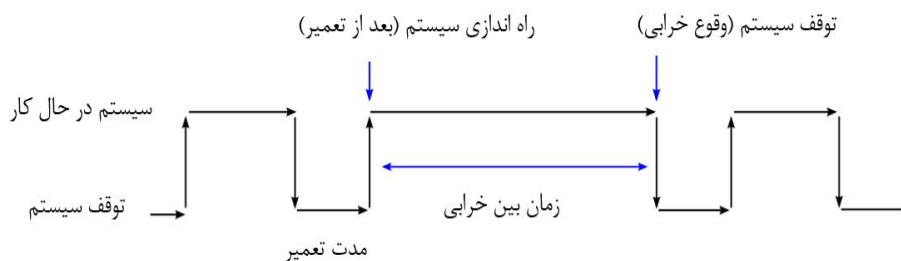 توقف سیستم (وقوع خرابی)
راه اندازی سیستم (بعد از تعمیر)
سیستم در حال کار
زمان بین خرابی
توقف سیستم
مدت تعمیر